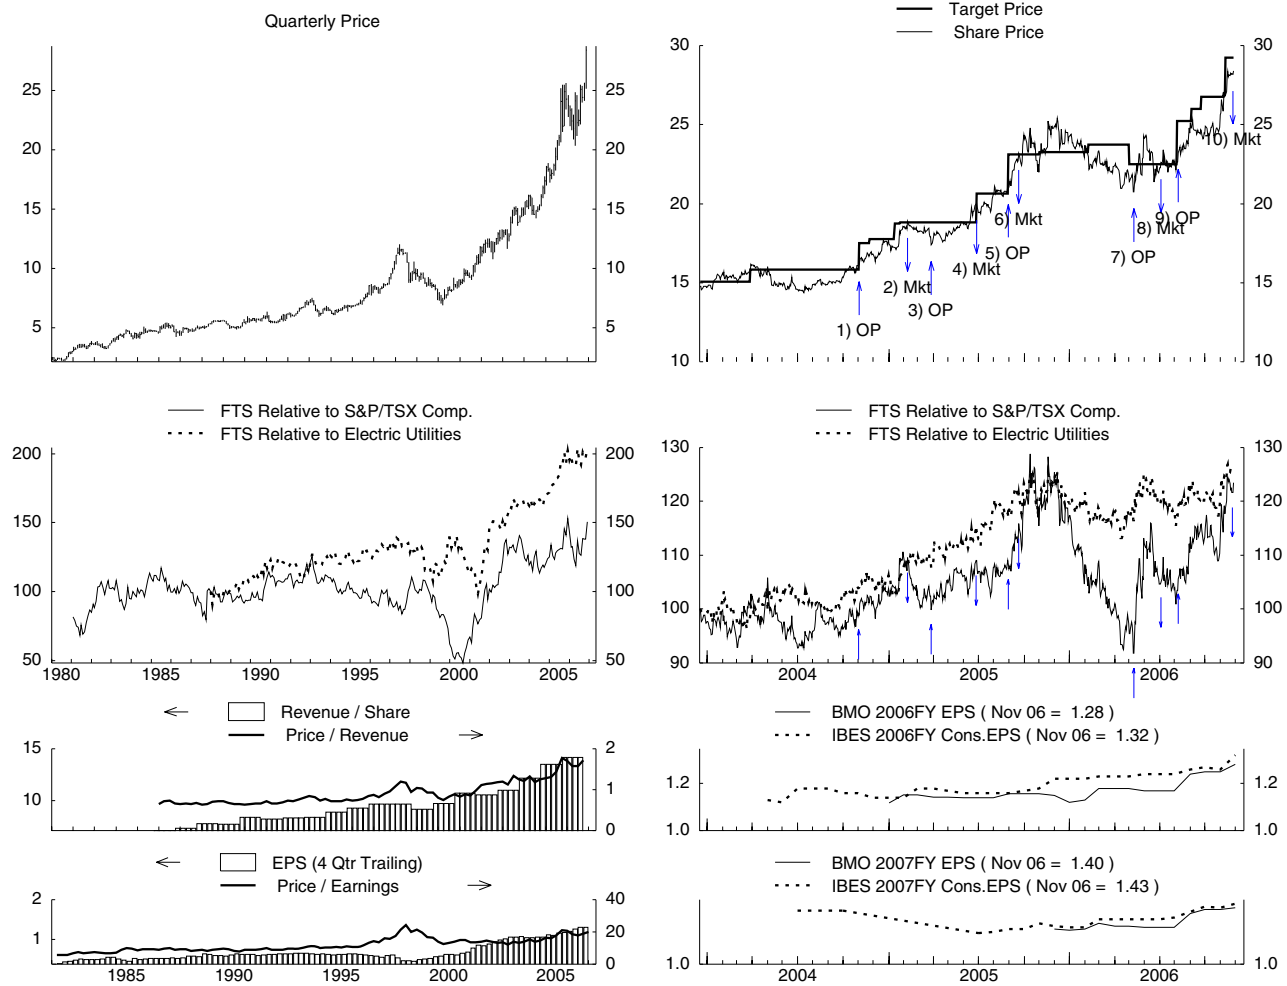 Quarterly Price
25 25
20 20
15 15
10 10
5 5
Target Price
Share Price
30 30
25 25
20 20
15 15
10 10
1) OP
2) Mkt
3) OP
4) Mkt
5) OP
6) Mkt
7) OP
8) Mkt
9) OP
10) Mkt
FTS Relative to S&P/TSX Comp.
FTS Relative to Electric Utilities
200 200
150 150
100 100
50 50
1980 1985 1990 1995 2000 2005
FTS Relative to S&P/TSX Comp.
FTS Relative to Electric Utilities
130 130
120 120
110 110
100 100
90 90
2004 2005 2006
Revenue / Share
Price / Revenue
15 2
10 1
0
BMO 2006FY EPS ( Nov 06 = 1.28 )
IBES 2006FY Cons.EPS ( Nov 06 = 1.32 )
1.2 1.2
1.0 1.0
EPS (4 Qtr Trailing)
Price / Earnings
2 40
1 20
0
1985 1990 1995 2000 2005
BMO 2007FY EPS ( Nov 06 = 1.40 )
IBES 2007FY Cons.EPS ( Nov 06 = 1.43 )
1.0 1.0
2004 2005 2006